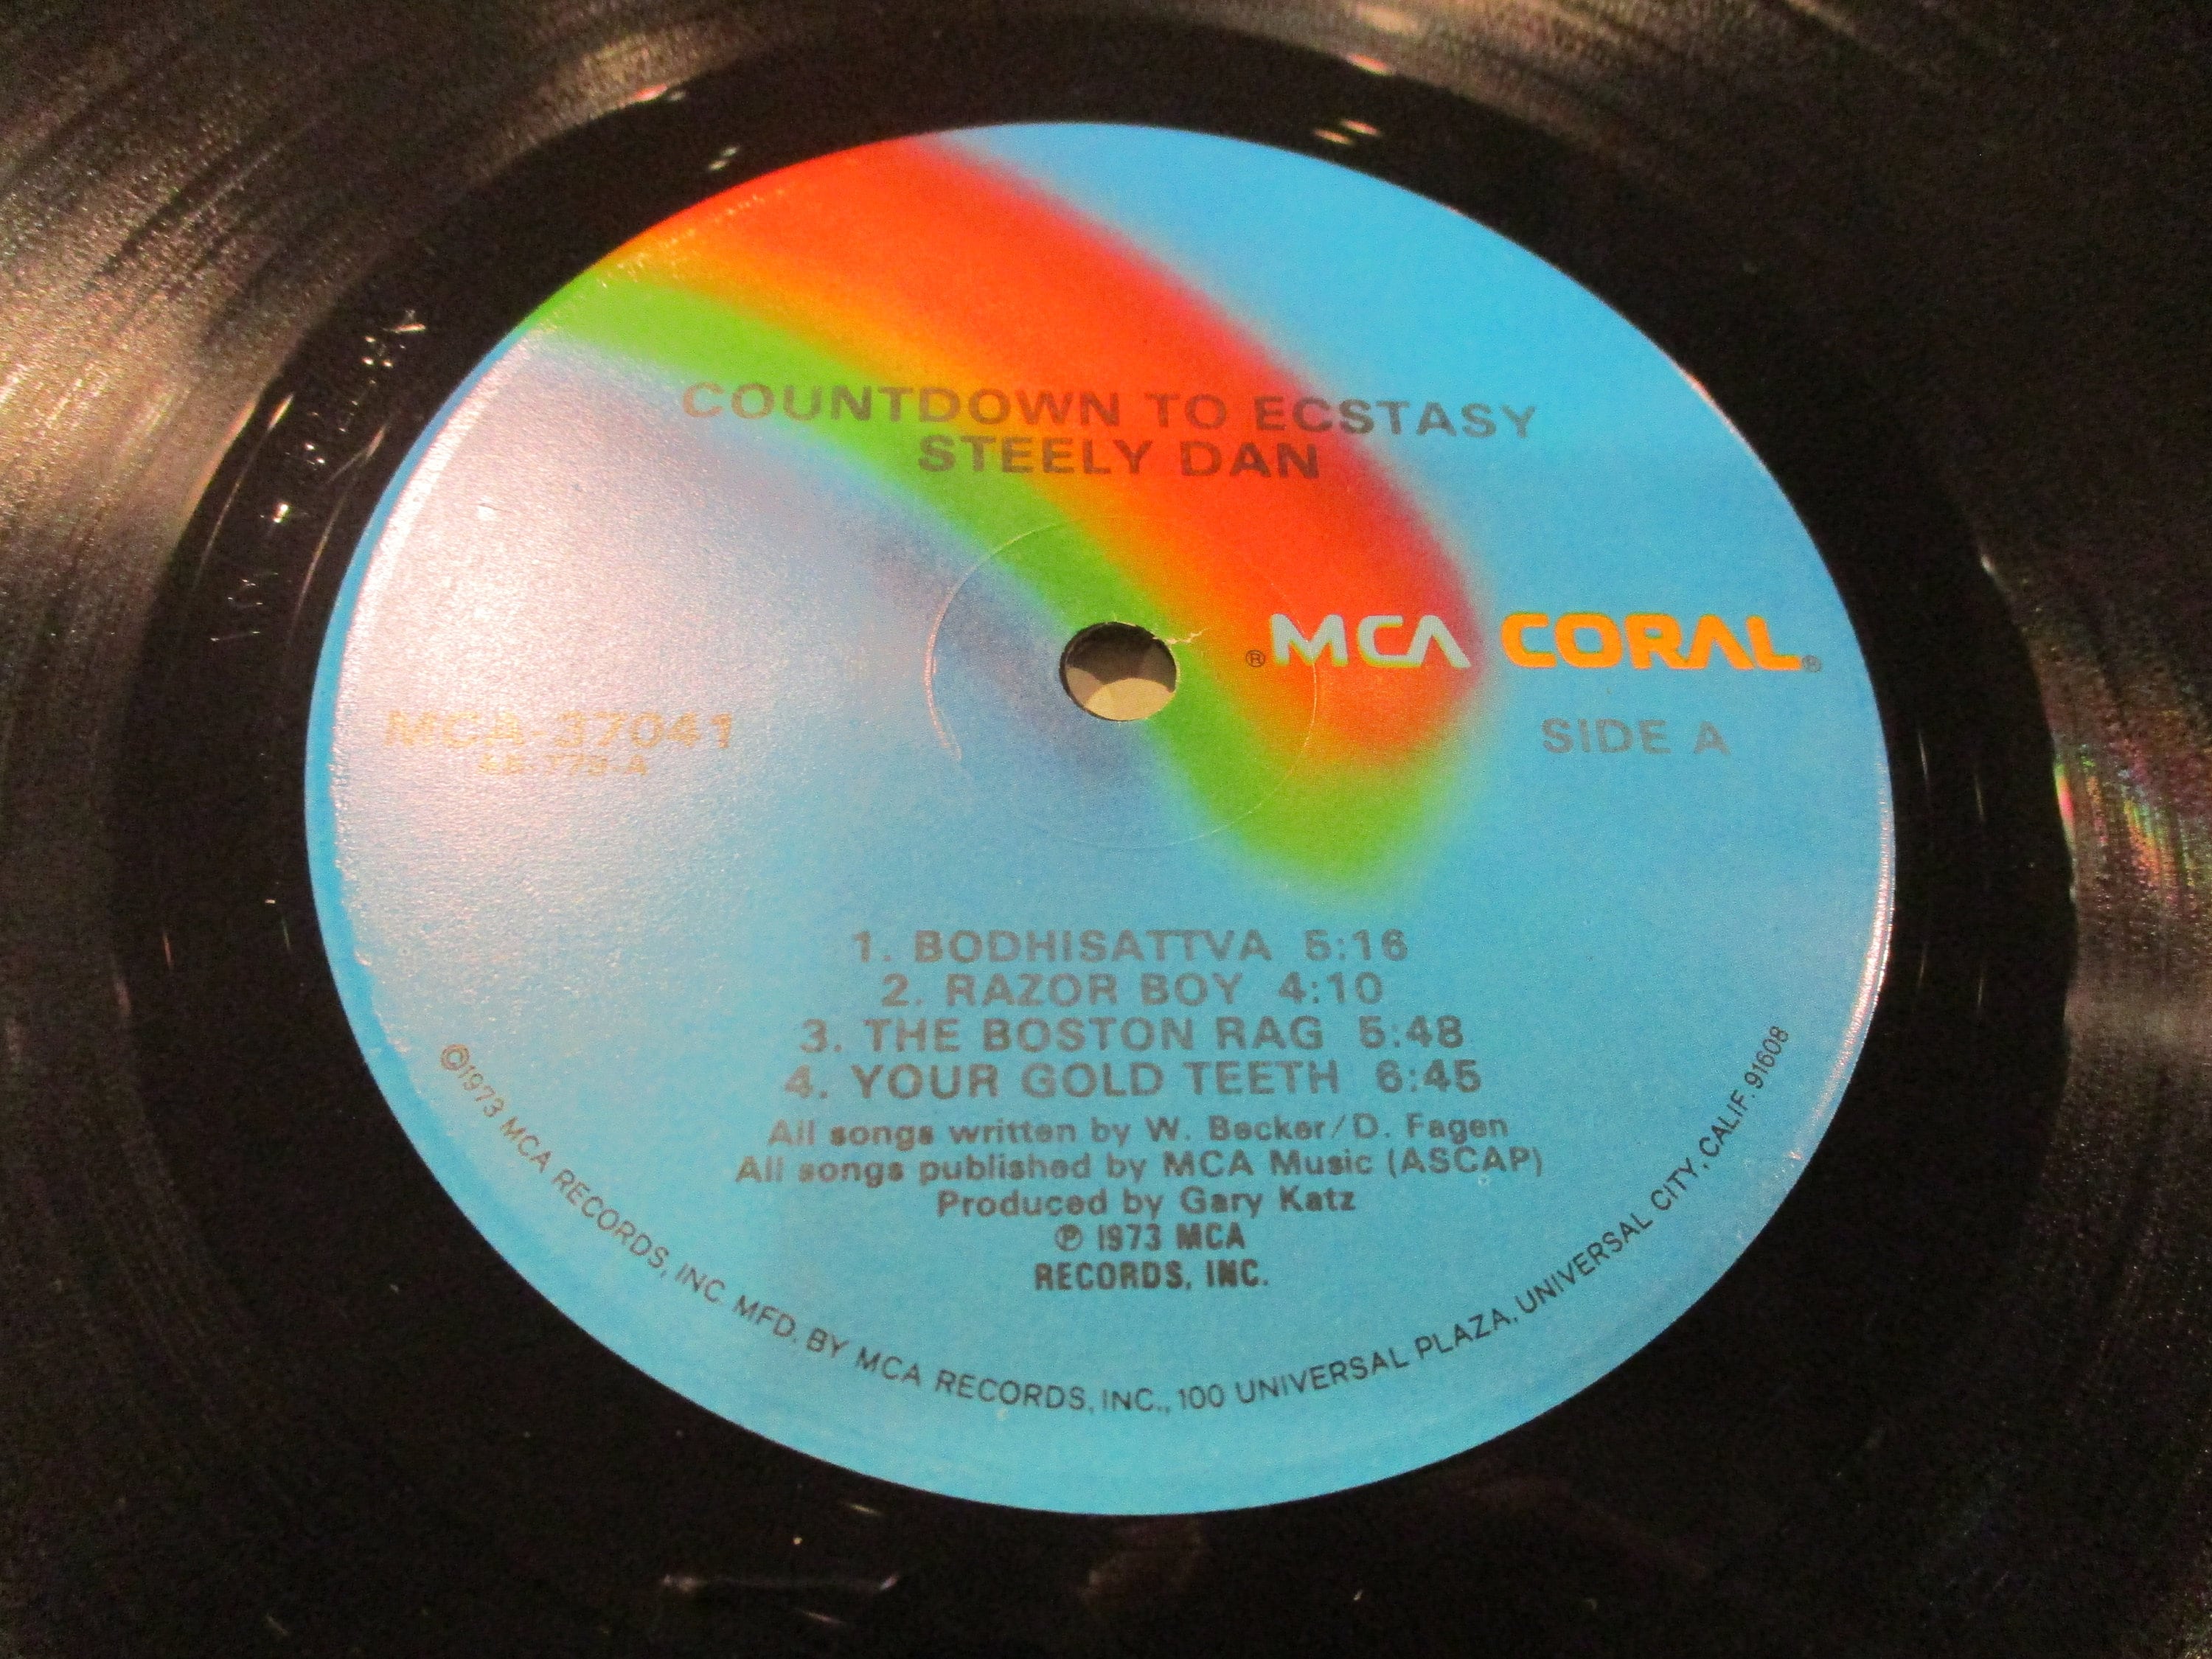 COUNTDOWN TO ECSTASY
STEELY DAN
® MCA CORAL ®
MCA-37041
SIDE A
1. BODHISATTVA 5:16
2. RAZOR BOY 4:10
3. THE BOSTON RAG 5:48
4. YOUR GOLD TEETH 6:45
All songs written by W. Becker/D. Fagen
All songs published by MCA Music (ASCAP)
Produced by Gary Katz
℗ 1973 MCA
RECORDS, INC.
©1973 MCA RECORDS, INC. MFD. BY MCA RECORDS, INC., 100 UNIVERSAL PLAZA, UNIVERSAL CITY, CALIF. 91608